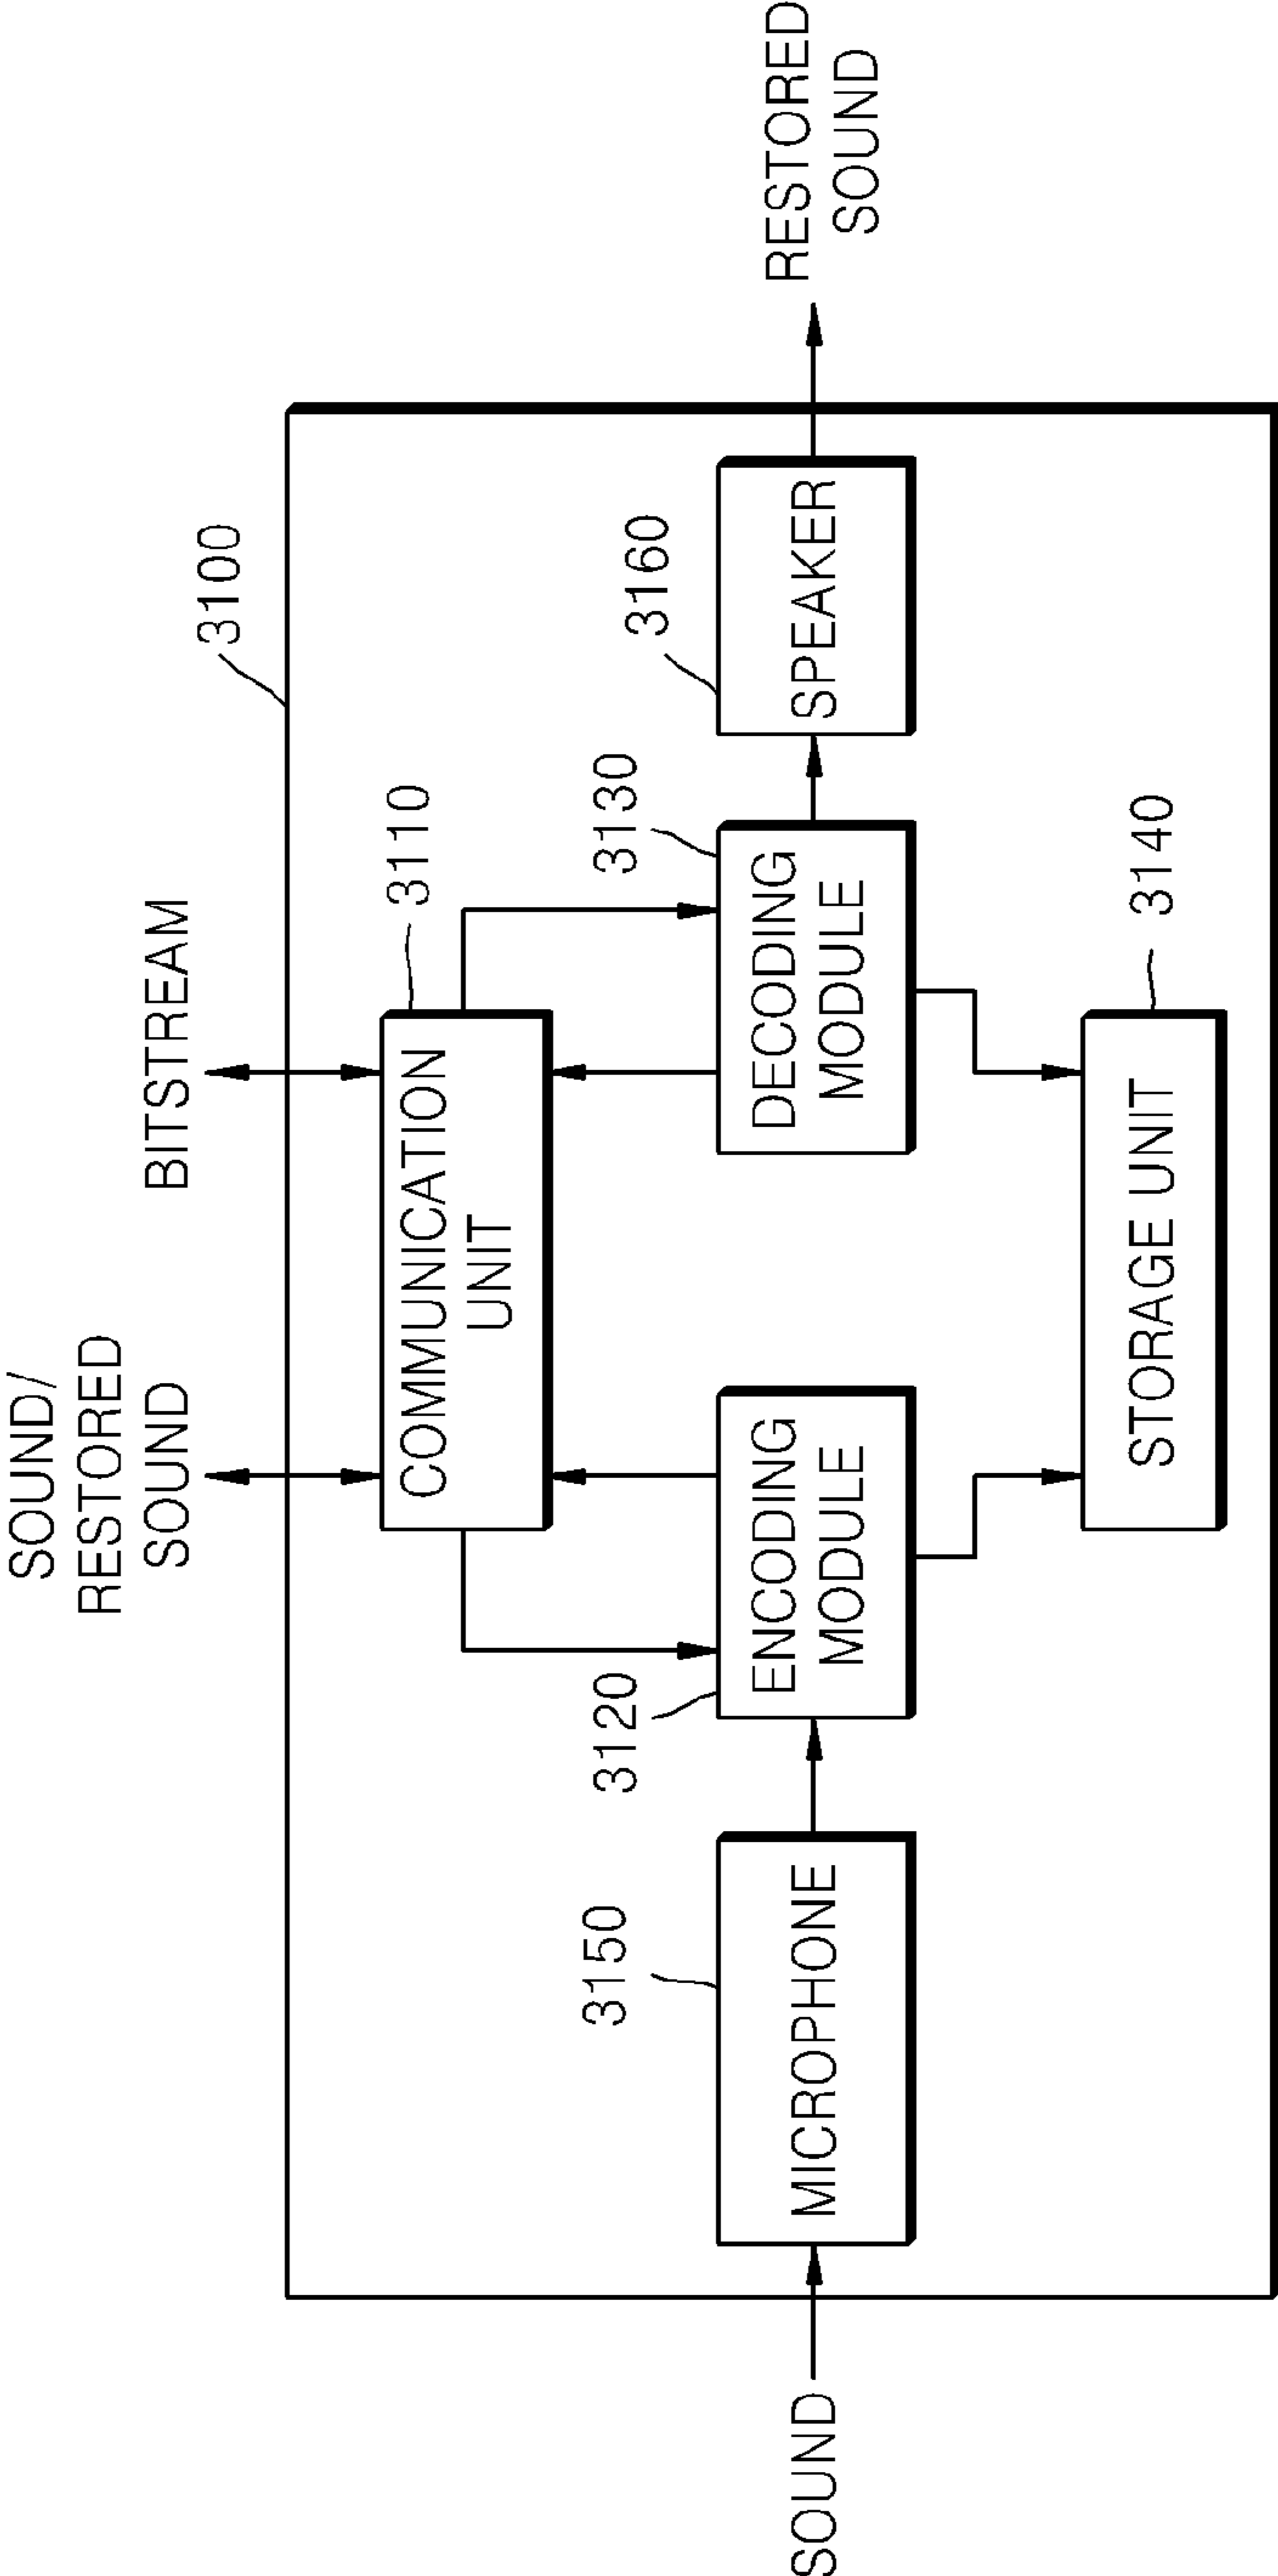 SOUND/
RESTORED
SOUND
BITSTREAM
3100
COMMUNICATION
UNIT
3110
3150
3120
3130
3160
SOUND
MICROPHONE
ENCODING
MODULE
DECODING
MODULE
SPEAKER
RESTORED
SOUND
STORAGE UNIT
3140